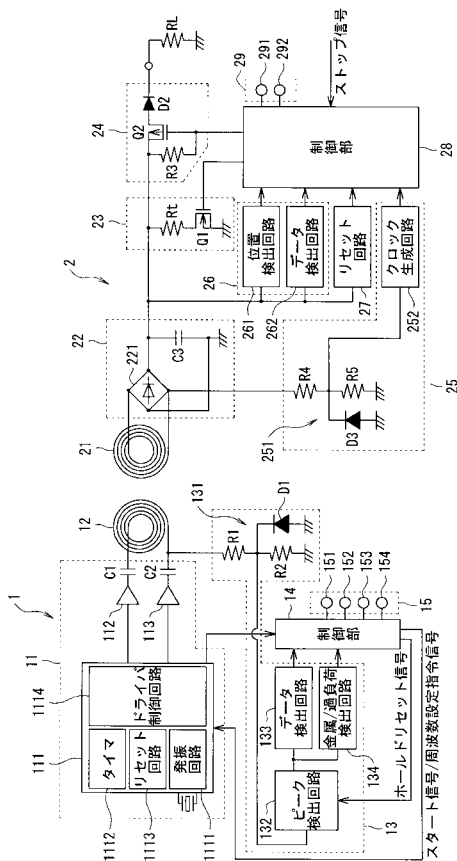 1
11
111
1114
ドライバ
制御回路
タイマ
1112
リセット
回路
1113
発振
回路
1111
112
113
C1
C2
12
21
2
22
221
C3
23
Rt
Q1
24
R3
Q2
D2
RL
131
R1
R2
D1
13
132
ピーク
検出回路
133
データ
検出回路
134
金属/過負荷
検出回路
14
制御部
15
151
152
153
154
ホールドリセット信号
スタート信号/周波数設定指令信号
25
251
R4
R5
D3
252
クロック
生成回路
26
261
位置
検出回路
262
データ
検出回路
27
リセット
回路
28
制御部
29
291
292
ストップ信号